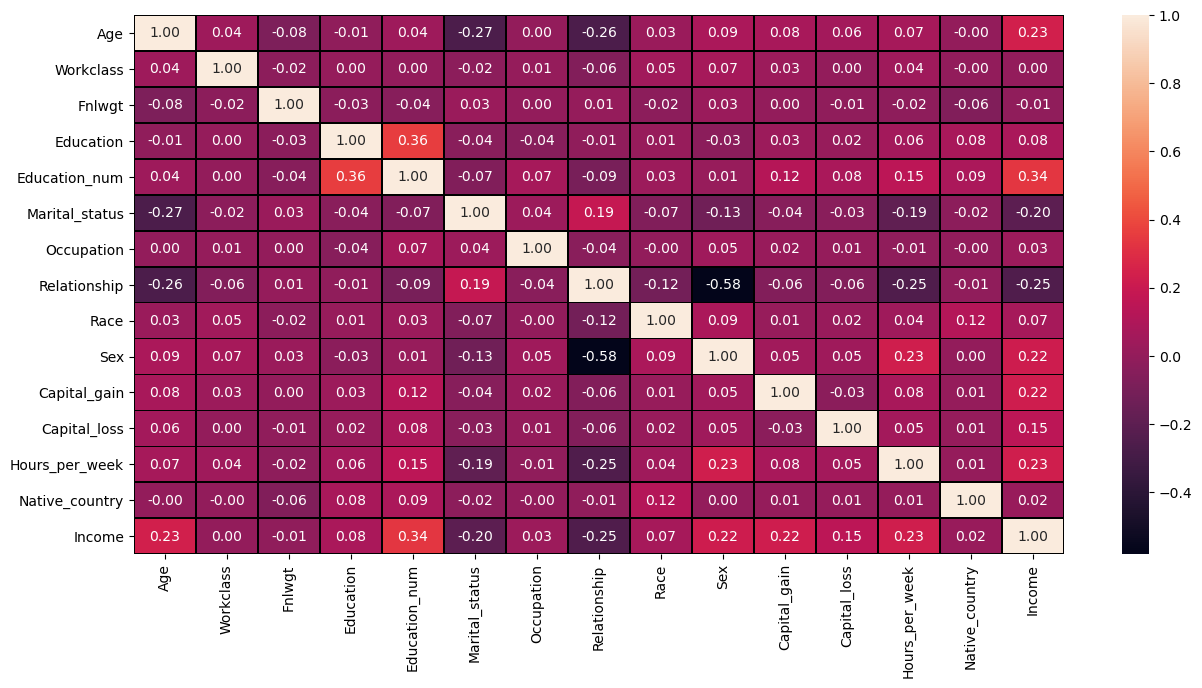 Age 1.00 0.04 -0.08 -0.01 0.04 -0.27 0.00 -0.26 0.03 0.09 0.08 0.06 0.07 -0.00 0.23
Workclass 0.04 1.00 -0.02 0.00 0.00 -0.02 0.01 -0.06 0.05 0.07 0.03 0.00 0.04 -0.00 0.00
Fnlwgt -0.08 -0.02 1.00 -0.03 -0.04 0.03 0.00 0.01 -0.02 0.03 0.00 -0.01 -0.02 -0.06 -0.01
Education -0.01 0.00 -0.03 1.00 0.36 -0.04 -0.04 -0.01 0.01 -0.03 0.03 0.02 0.06 0.08 0.08
Education_num 0.04 0.00 -0.04 0.36 1.00 -0.07 0.07 -0.09 0.03 0.01 0.12 0.08 0.15 0.09 0.34
Marital_status -0.27 -0.02 0.03 -0.04 -0.07 1.00 0.04 0.19 -0.07 -0.13 -0.04 -0.03 -0.19 -0.02 -0.20
Occupation 0.00 0.01 0.00 -0.04 0.07 0.04 1.00 -0.04 -0.00 0.05 0.02 0.01 -0.01 -0.00 0.03
Relationship -0.26 -0.06 0.01 -0.01 -0.09 0.19 -0.04 1.00 -0.12 -0.58 -0.06 -0.06 -0.25 -0.01 -0.25
Race 0.03 0.05 -0.02 0.01 0.03 -0.07 -0.00 -0.12 1.00 0.09 0.01 0.02 0.04 0.12 0.07
Sex 0.09 0.07 0.03 -0.03 0.01 -0.13 0.05 -0.58 0.09 1.00 0.05 0.05 0.23 0.00 0.22
Capital_gain 0.08 0.03 0.00 0.03 0.12 -0.04 0.02 -0.06 0.01 0.05 1.00 -0.03 0.08 0.01 0.22
Capital_loss 0.06 0.00 -0.01 0.02 0.08 -0.03 0.01 -0.06 0.02 0.05 -0.03 1.00 0.05 0.01 0.15
Hours_per_week 0.07 0.04 -0.02 0.06 0.15 -0.19 -0.01 -0.25 0.04 0.23 0.08 0.05 1.00 0.01 0.23
Native_country -0.00 -0.00 -0.06 0.08 0.09 -0.02 -0.00 -0.01 0.12 0.00 0.01 0.01 0.01 1.00 0.02
Income 0.23 0.00 -0.01 0.08 0.34 -0.20 0.03 -0.25 0.07 0.22 0.22 0.15 0.23 0.02 1.00
Age
Workclass
Fnlwgt
Education
Education_num
Marital_status
Occupation
Relationship
Race
Sex
Capital_gain
Capital_loss
Hours_per_week
Native_country
Income
1.0
0.8
0.6
0.4
0.2
0.0
−0.2
−0.4